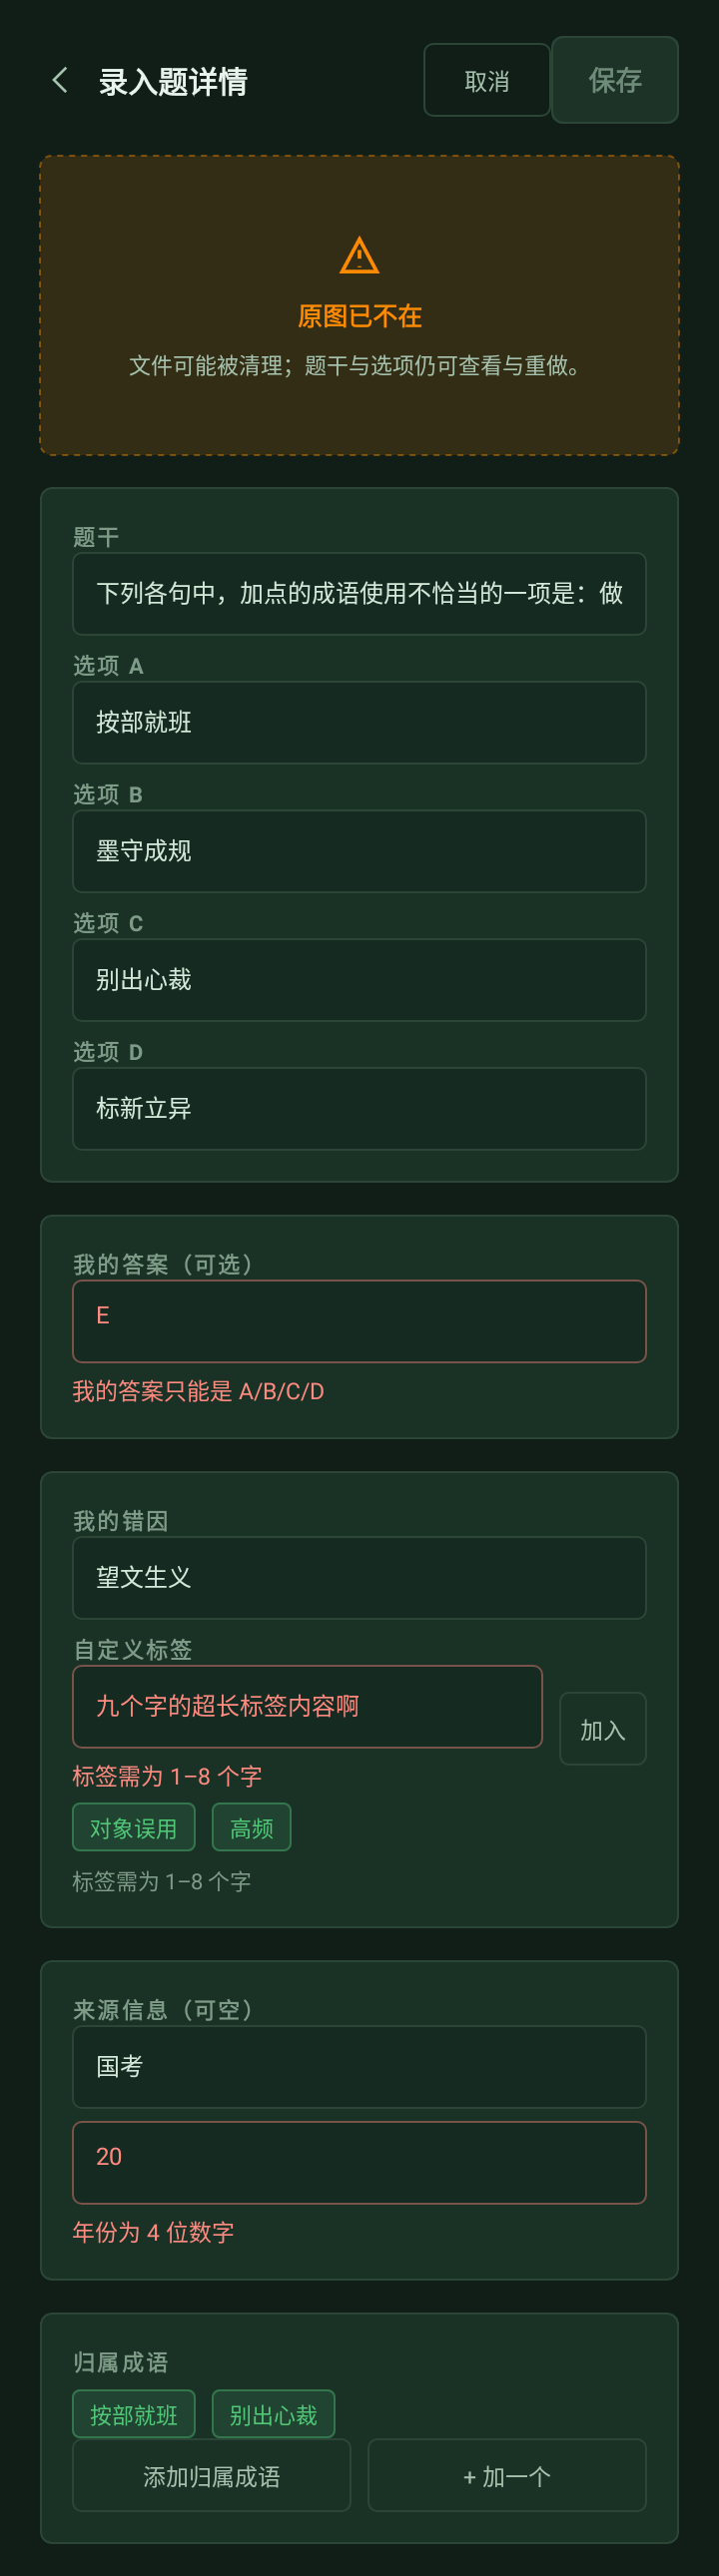 录入题详情
取消
保存
原图已不在
文件可能被清理；题干与选项仍可查看与重做。
题干
下列各句中，加点的成语使用不恰当的一项是：做
选项 A
按部就班
选项 B
墨守成规
选项 C
别出心裁
选项 D
标新立异
我的答案（可选）
E
我的答案只能是 A/B/C/D
我的错因
望文生义
自定义标签
九个字的超长标签内容啊
加入
标签需为 1–8 个字
对象误用
高频
标签需为 1–8 个字
来源信息（可空）
国考
20
年份为 4 位数字
归属成语
按部就班
别出心裁
添加归属成语
+ 加一个